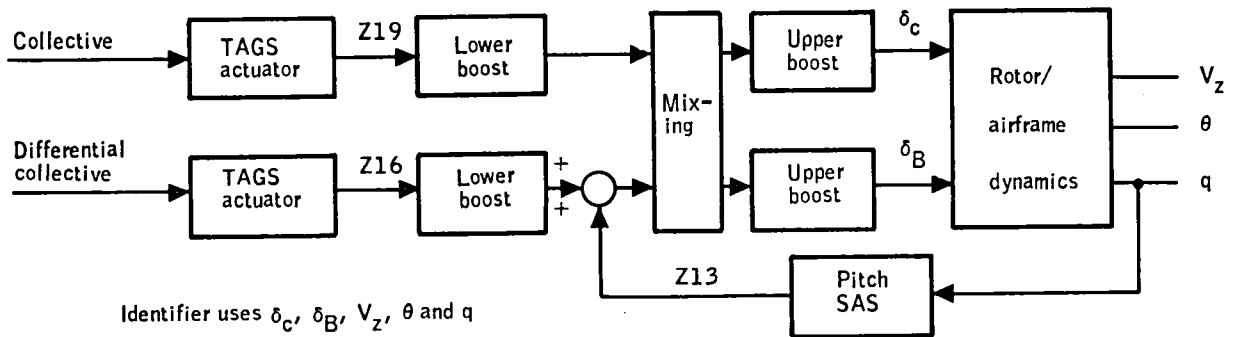 Collective
TAGS
actuator
Z19
Lower
boost
Mix-
ing
Upper
boost
δc
Rotor/
airframe
dynamics
Vz
θ
q
Differential
collective
TAGS
actuator
Z16
Lower
boost
+
+
Upper
boost
δB
Z13
Pitch
SAS
Identifier uses δc, δB, Vz, θ and q